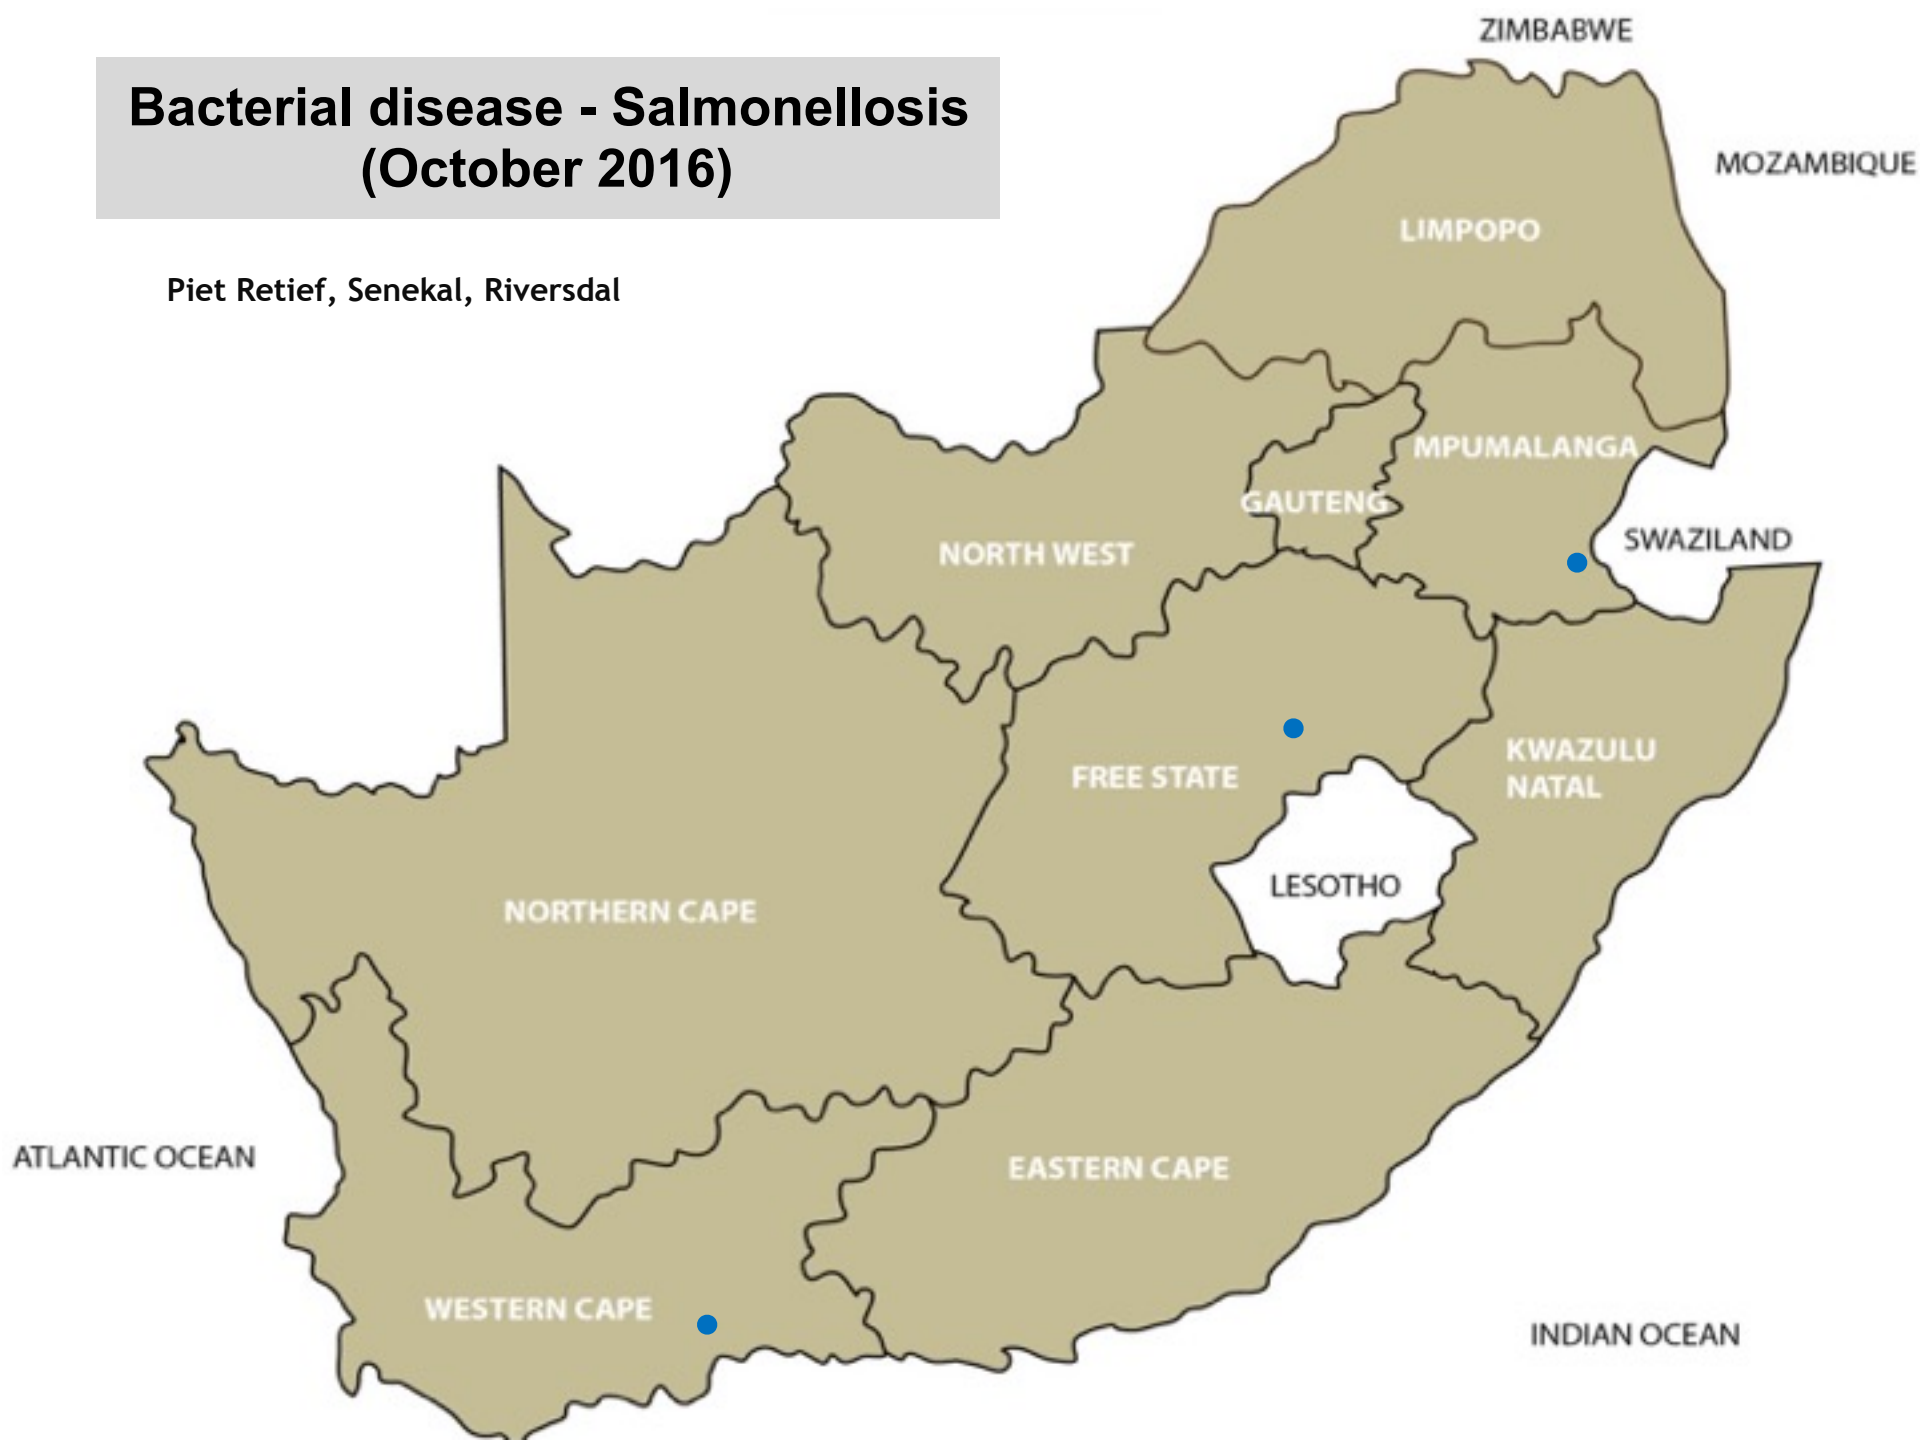 ZIMBABWE
Bacterial disease - Salmonellosis
(October 2016)
MOZAMBIQUE
LIMPOPO
Piet Retief, Senekal, Riversdal
MPUMALANGA
GAUTENG
SWAZILAND
NORTH WEST
KWAZULU
NATAL
FREE STATE
LESOTHO
NORTHERN CAPE
ATLANTIC OCEAN
EASTERN CAPE
WESTERN CAPE
INDIAN OCEAN